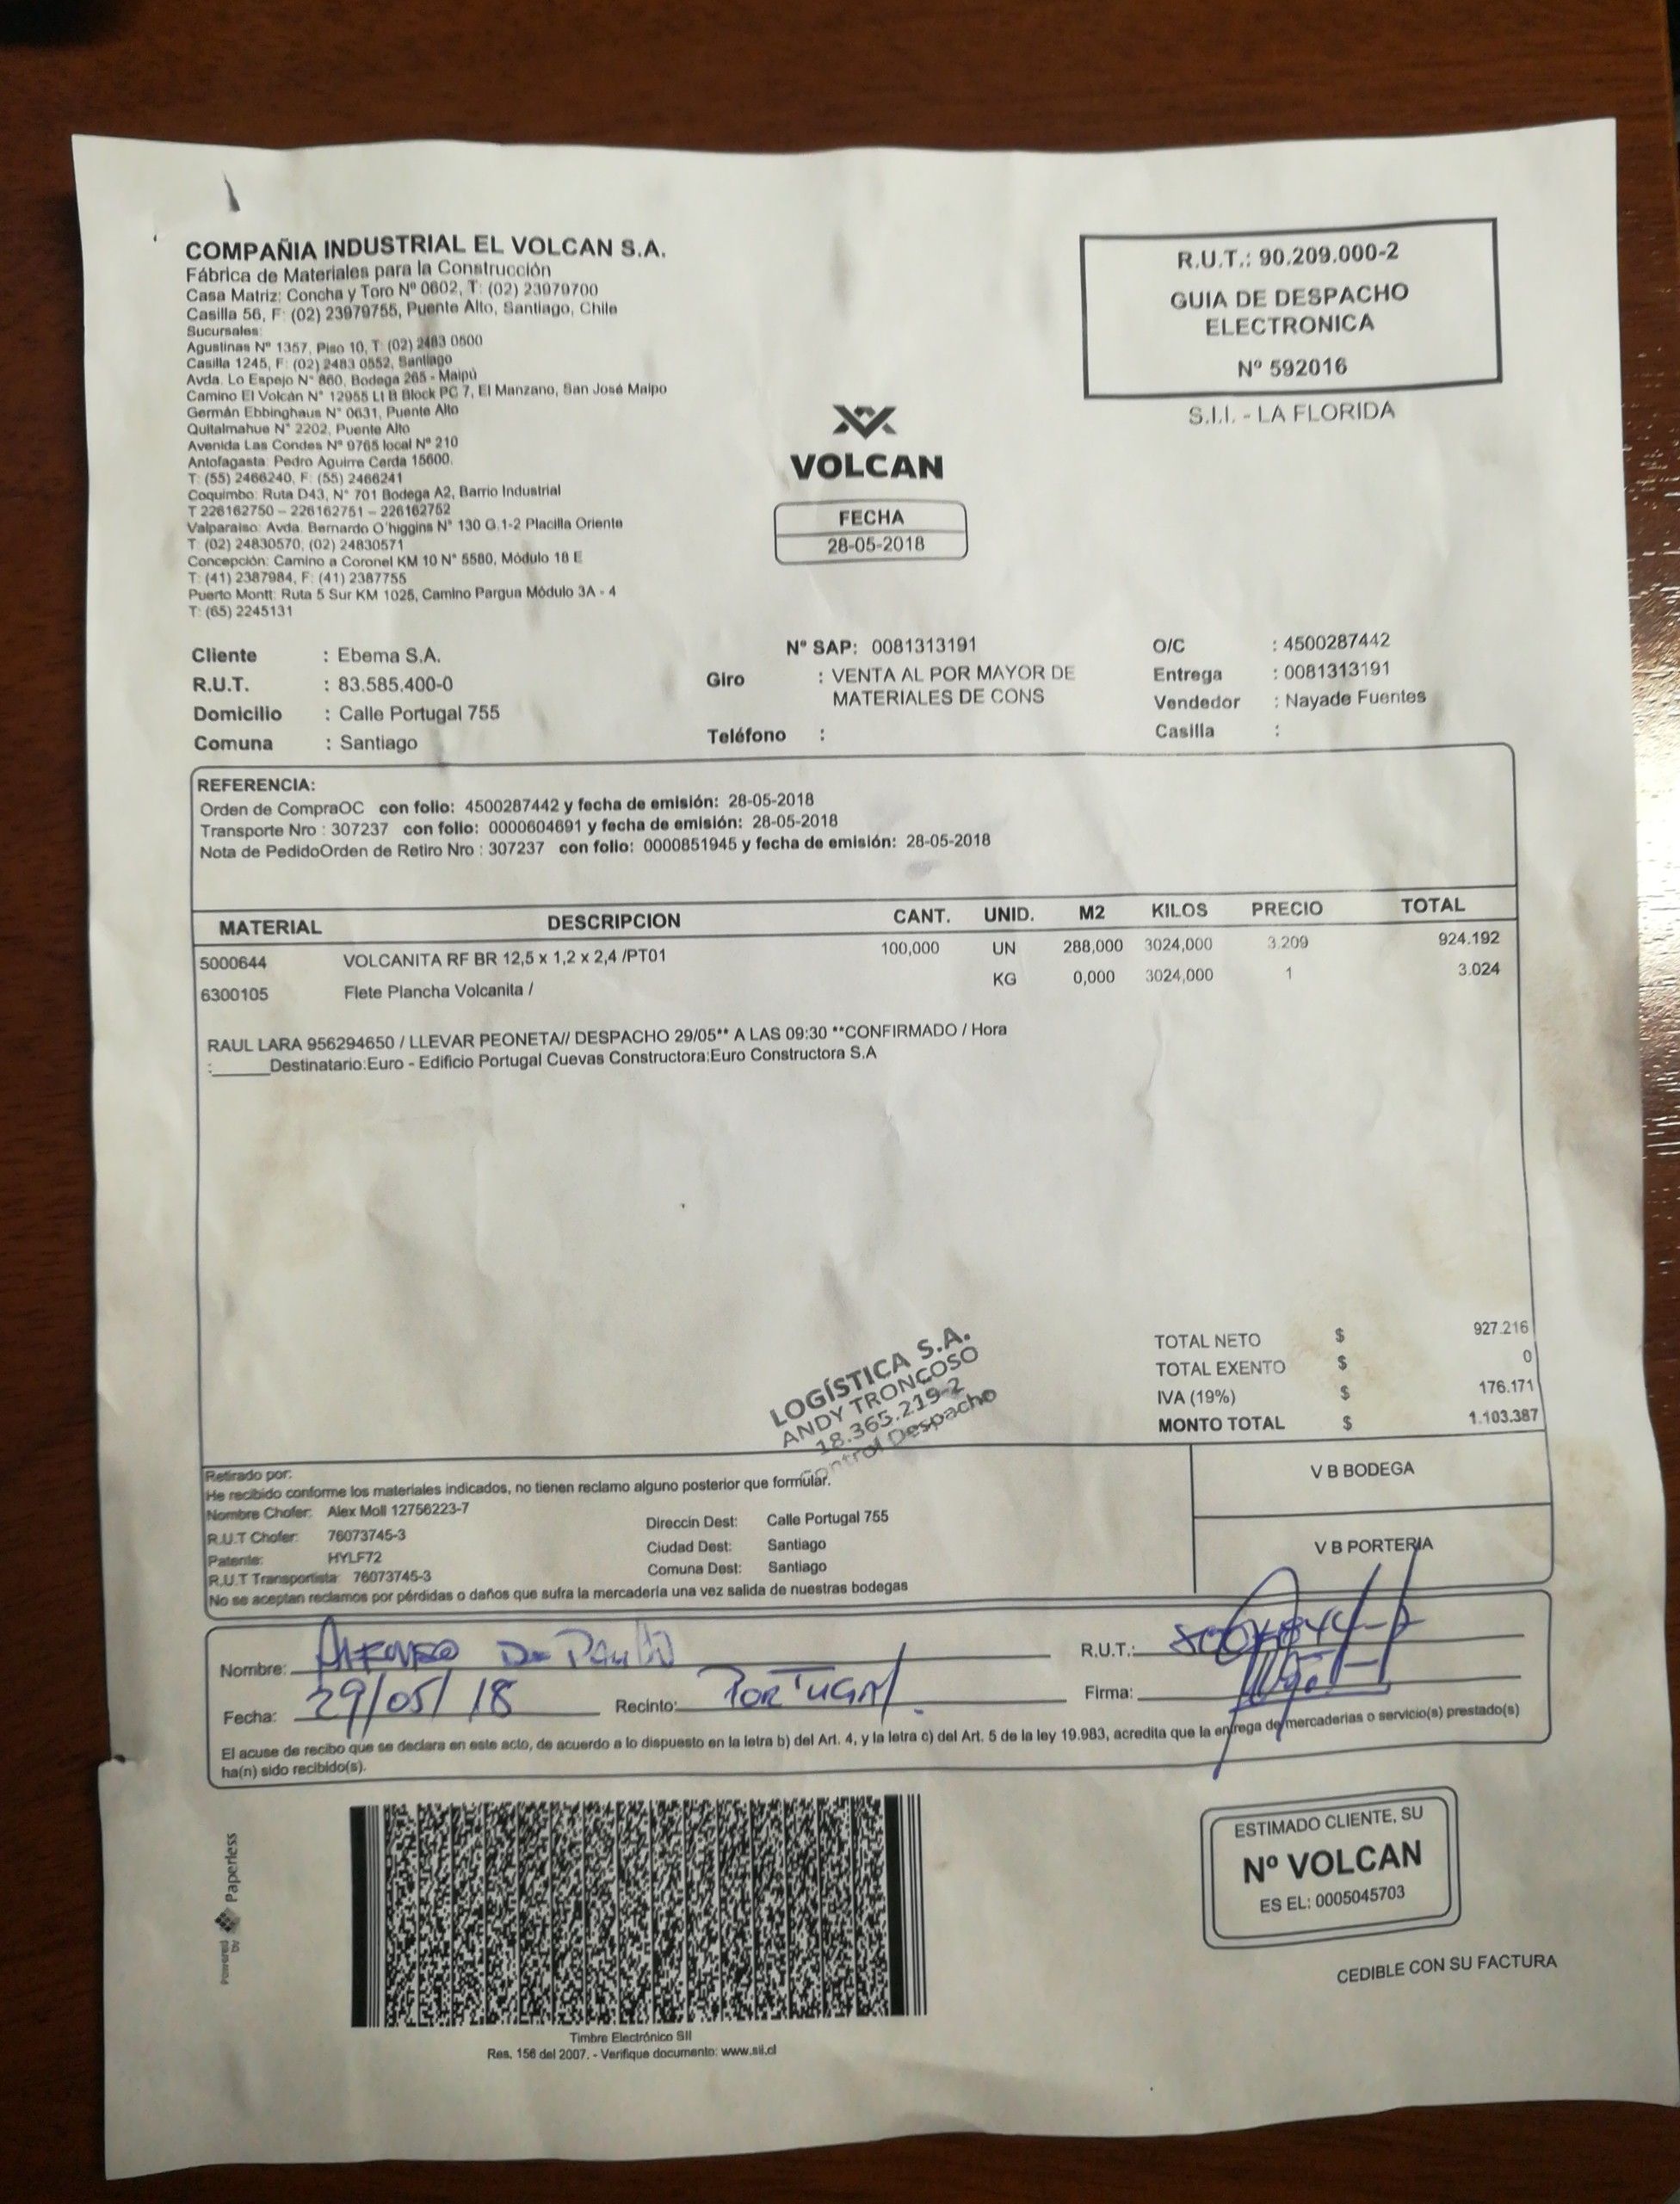 COMPAÑIA INDUSTRIAL EL VOLCAN S.A.
Fábrica de Materiales para la Construcción
Casa Matriz: Concha y Toro Nº 0602, T: (02) 23979700
Casilla 56, F: (02) 23979755, Puente Alto, Santiago, Chile
Sucursales:
Agustinas Nº 1357, Piso 10, T: (02) 2483 0500
Casilla 1245, F: (02) 2483 0552, Santiago
Avda. Lo Espejo N° 860, Bodega 265 - Maipú
Camino El Volcán N° 12955 Lt B Block PC 7, El Manzano, San José Maipo
Germán Ebbinghaus N° 0631, Puente Alto
Quitalmahue N° 2202, Puente Alto
Avenida Las Condes Nº 9765 local Nº 210
Antofagasta: Pedro Aguirre Cerda 15600.
T: (55) 2466240, F: (55) 2466241
Coquimbo: Ruta D43, N° 701 Bodega A2, Barrio Industrial
T 226162750 – 226162751 – 226162752
Valparaíso: Avda. Bernardo O'higgins N° 130 G.1-2 Placilla Oriente
T: (02) 24830570, (02) 24830571
Concepción: Camino a Coronel KM 10 N° 5580, Módulo 18 E
T: (41) 2387984, F: (41) 2387755
Puerto Montt: Ruta 5 Sur KM 1025, Camino Pargua Módulo 3A - 4
T: (65) 2245131
VOLCAN
FECHA
28-05-2018
R.U.T.: 90.209.000-2
GUIA DE DESPACHO
ELECTRONICA
Nº 592016
S.I.I. - LA FLORIDA
Cliente : Ebema S.A.
R.U.T. : 83.585.400-0
Domicilio : Calle Portugal 755
Comuna : Santiago
N° SAP: 0081313191
Giro : VENTA AL POR MAYOR DE
MATERIALES DE CONS
Teléfono :
O/C : 4500287442
Entrega : 0081313191
Vendedor : Nayade Fuentes
Casilla :
REFERENCIA:
Orden de CompraOC con folio: 4500287442 y fecha de emisión: 28-05-2018
Transporte Nro : 307237 con folio: 0000604691 y fecha de emisión: 28-05-2018
Nota de PedidoOrden de Retiro Nro : 307237 con folio: 0000851945 y fecha de emisión: 28-05-2018
MATERIAL DESCRIPCION CANT. UNID. M2 KILOS PRECIO TOTAL
5000644 VOLCANITA RF BR 12,5 x 1,2 x 2,4 /PT01 100,000 UN 288,000 3024,000 3.209 924.192
6300105 Flete Plancha Volcanita / KG 0,000 3024,000 1 3.024
RAUL LARA 956294650 / LLEVAR PEONETA// DESPACHO 29/05** A LAS 09:30 **CONFIRMADO / Hora
:______Destinatario:Euro - Edificio Portugal Cuevas Constructora:Euro Constructora S.A
TOTAL NETO $ 927.216
TOTAL EXENTO $ 0
IVA (19%) $ 176.171
MONTO TOTAL $ 1.103.387
LOGÍSTICA S.A.
ANDY TRONCOSO
18.365.219-2
Control Despacho
Retirado por:
He recibido conforme los materiales indicados, no tienen reclamo alguno posterior que formular.
Nombre Chofer: Alex Moll 12756223-7
R.U.T Chofer: 76073745-3
Patente: HYLF72
R.U.T Transportista: 76073745-3
Direccin Dest: Calle Portugal 755
Ciudad Dest: Santiago
Comuna Dest: Santiago
No se aceptan reclamos por pérdidas o daños que sufra la mercadería una vez salida de nuestras bodegas
V B BODEGA
V B PORTERIA
Nombre: Alfonso
R.U.T.:
Fecha: 29/05/18 Recinto: PORTUGAL
Firma:
El acuse de recibo que se declara en este acto, de acuerdo a lo dispuesto en la letra b) del Art. 4, y la letra c) del Art. 5 de la ley 19.983, acredita que la entrega de mercaderias o servicio(s) prestado(s)
ha(n) sido recibido(s).
Powered by Paperless
Timbre Electrónico SII
Res. 156 del 2007. - Verifique documento: www.sii.cl
ESTIMADO CLIENTE, SU
Nº VOLCAN
ES EL: 0005045703
CEDIBLE CON SU FACTURA